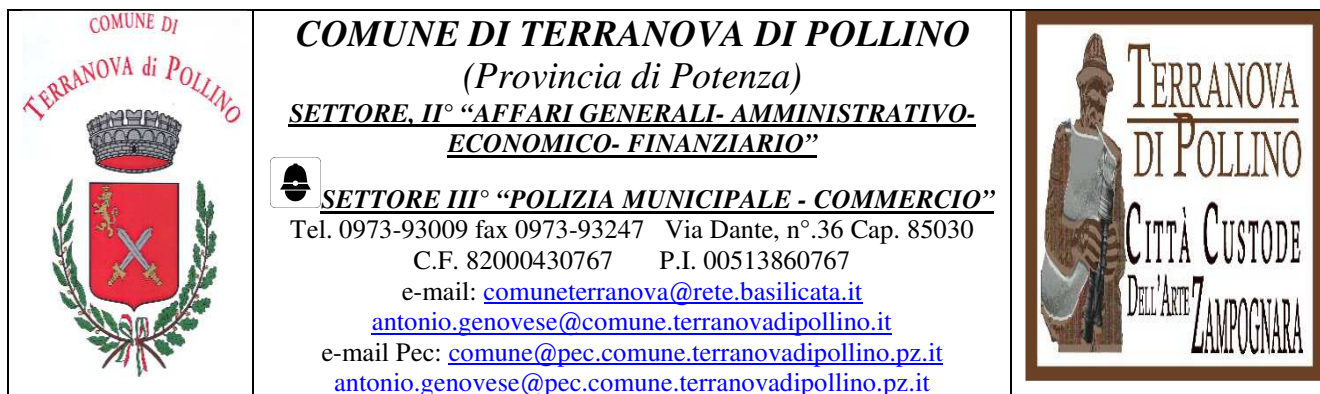 COMUNE DI
TERRANOVA di POLLINO
COMUNE DI TERRANOVA DI POLLINO
(Provincia di Potenza)
SETTORE, II° “AFFARI GENERALI- AMMINISTRATIVO-
ECONOMICO- FINANZIARIO”
SETTORE III° “POLIZIA MUNICIPALE - COMMERCIO”
Tel. 0973-93009 fax 0973-93247 Via Dante, n°.36 Cap. 85030
C.F. 82000430767 P.I. 00513860767
e-mail: comuneterranova@rete.basilicata.it
antonio.genovese@comune.terranovadipollino.it
e-mail Pec: comune@pec.comune.terranovadipollino.pz.it
antonio.genovese@pec.comune.terranovadipollino.pz.it
TERRANOVA
DI POLLINO
CITTÀ CUSTODE
DELL'ARTE ZAMPOGNARA